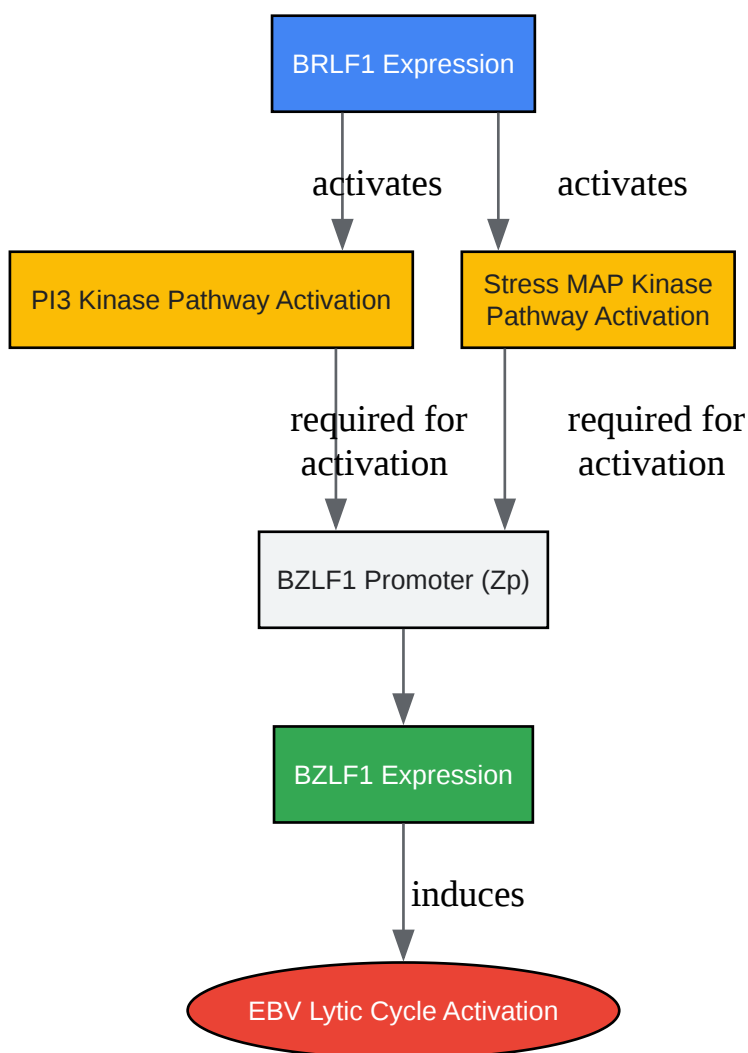 BRLF1 Expression
activates
activates
PI3 Kinase Pathway Activation
Stress MAP Kinase
Pathway Activation
required for
activation
required for
activation
BZLF1 Promoter (Zp)
BZLF1 Expression
induces
EBV Lytic Cycle Activation